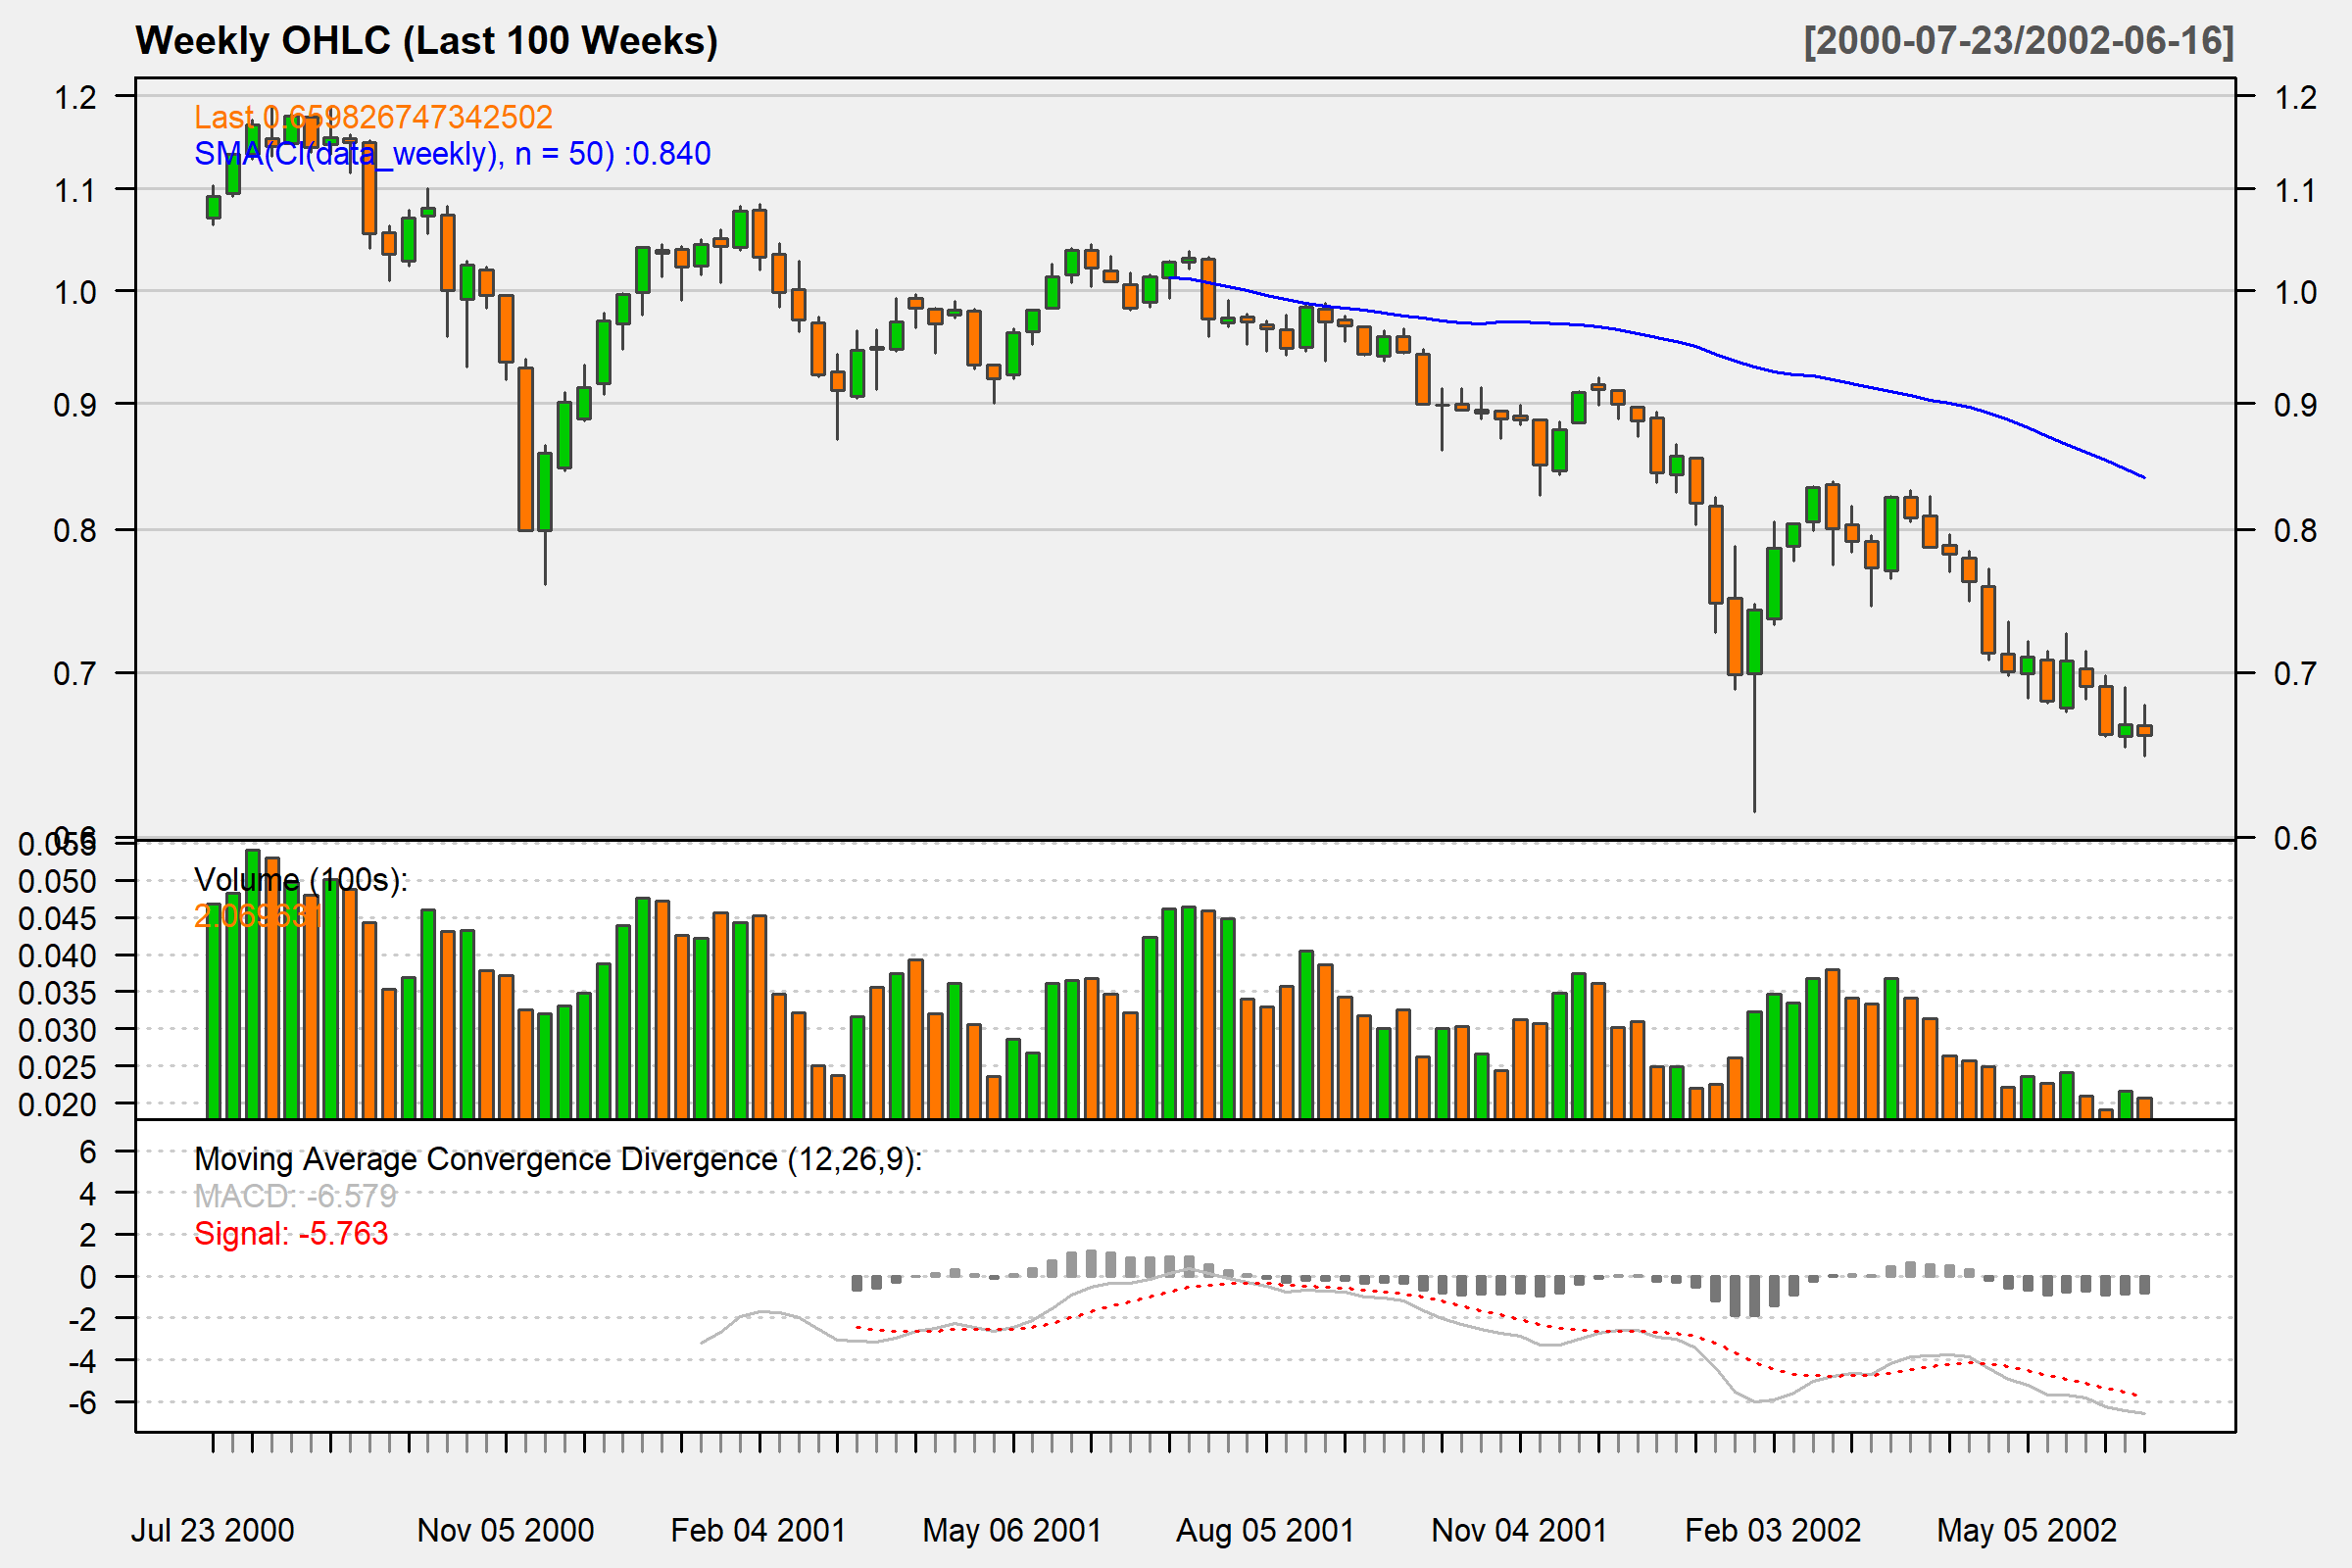 Weekly OHLC (Last 100 Weeks) [2000-07-23/2002-06-16]
Last 0.659826747342502
SMA(Cl(data_weekly), n = 50) :0.840
1.2 1.2
1.1 1.1
1.0 1.0
0.9 0.9
0.8 0.8
0.7 0.7
0.6 0.6
0.055
Volume (100s):
0.050
0.045
0.040
0.035
0.030
0.025
0.020
Moving Average Convergence Divergence (12,26,9):
MACD: -6.579
Signal: -5.763
6
4
2
0
-2
-4
-6
Jul 23 2000 Nov 05 2000 Feb 04 2001 May 06 2001 Aug 05 2001 Nov 04 2001 Feb 03 2002 May 05 2002